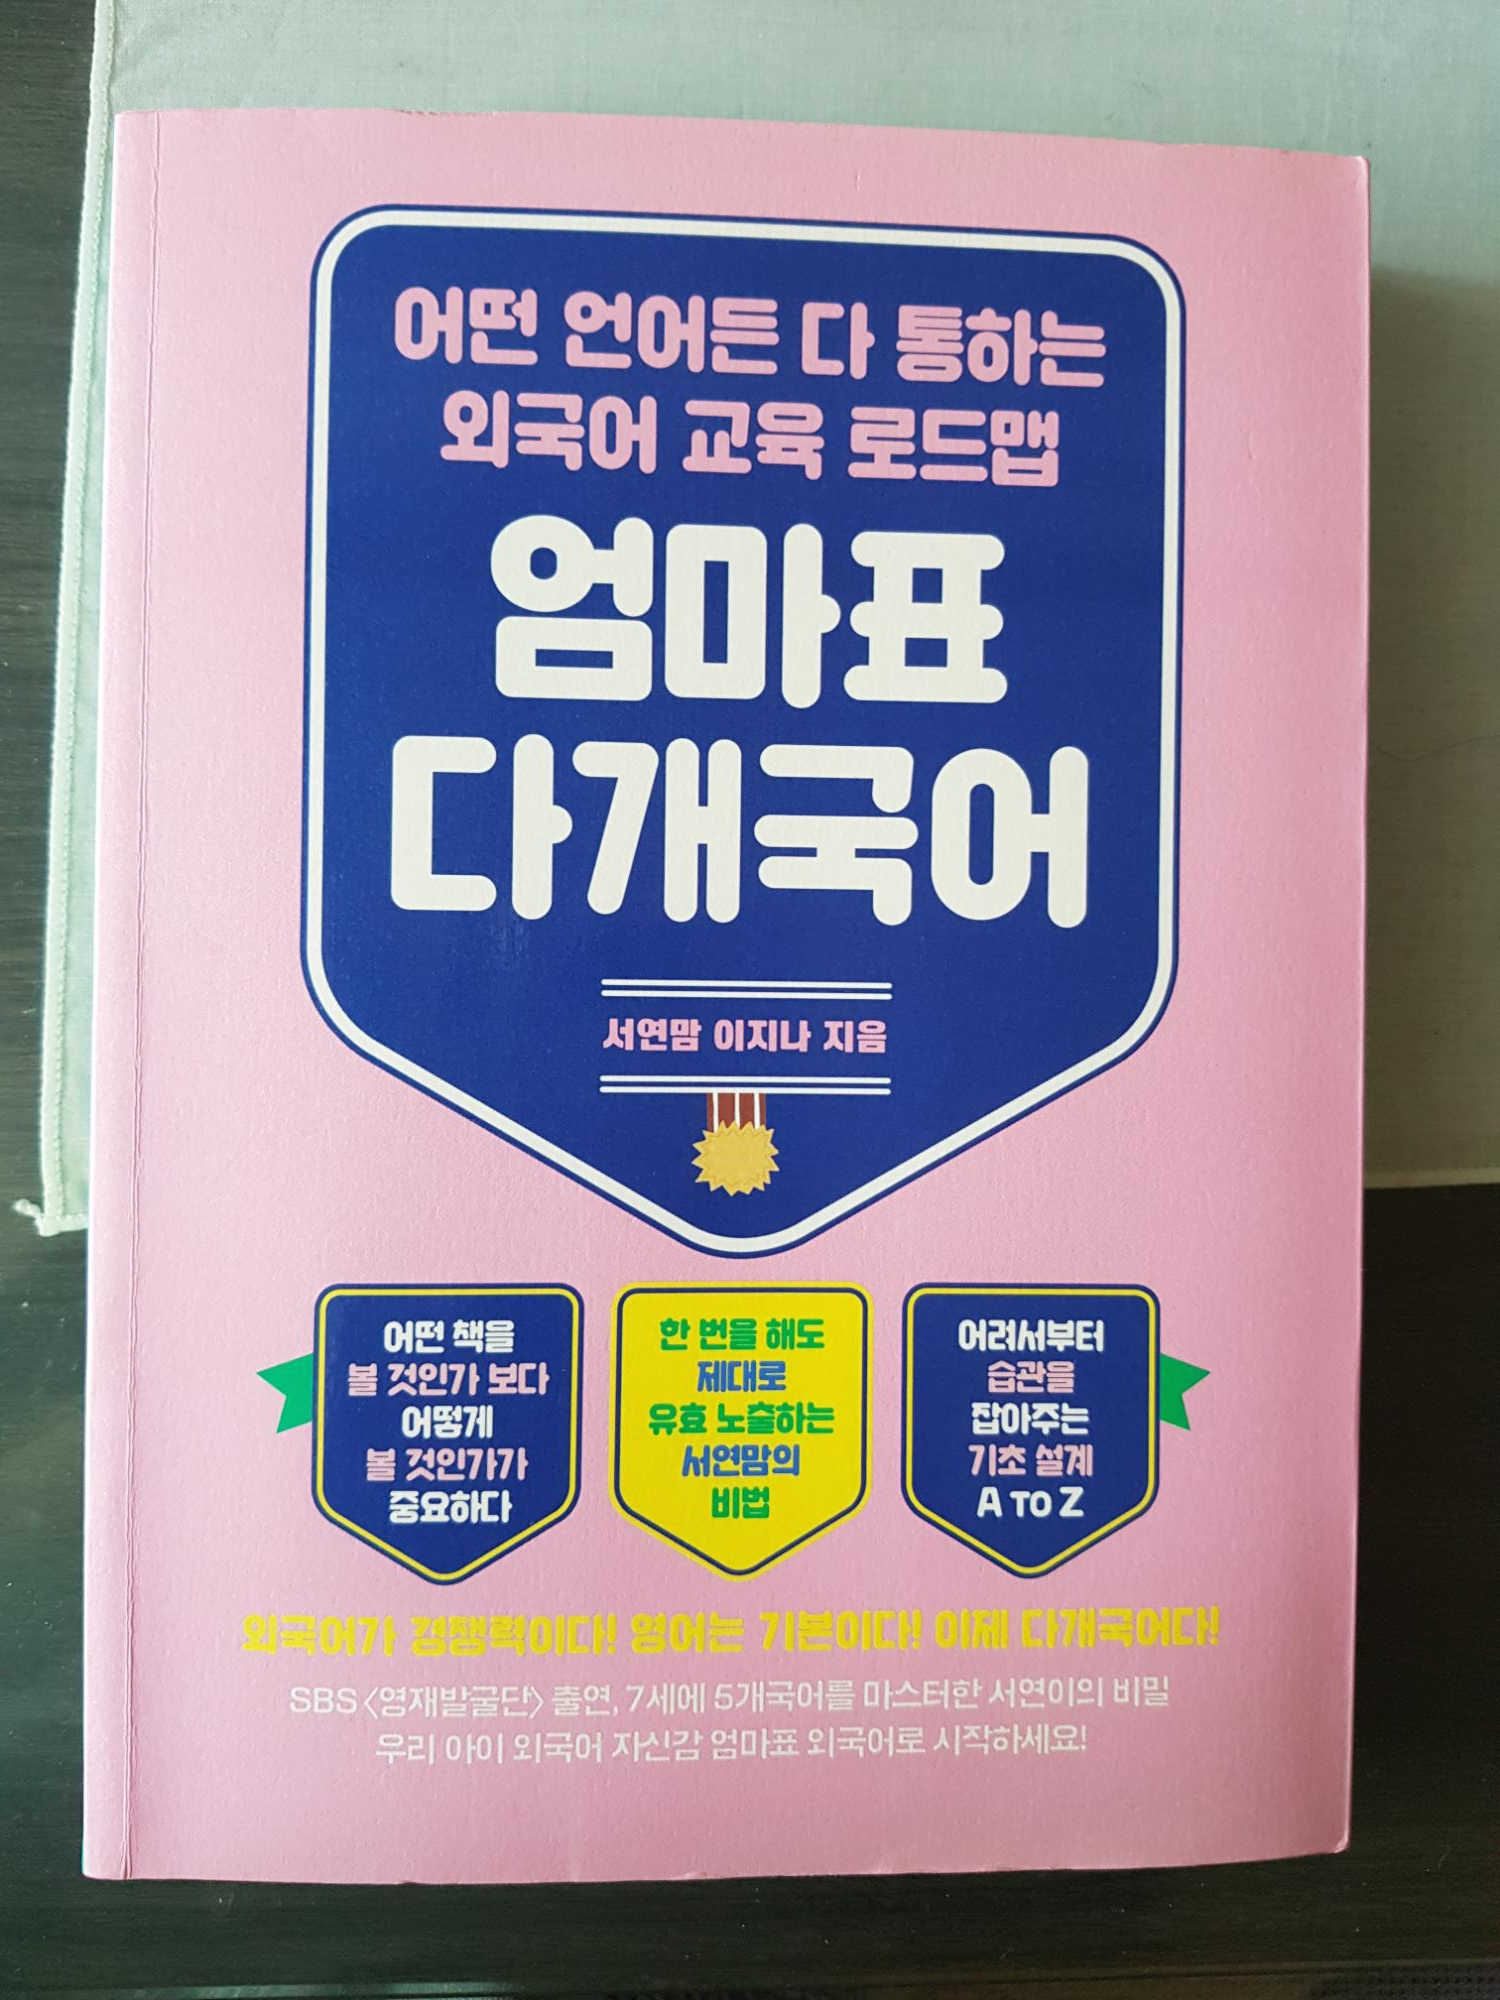 어떤 언어든 다 통하는
외국어 교육 로드맵
엄마표
다개국어
서연맘 이지나 지음
어떤 책을
볼 것인가 보다
어떻게
볼 것인가가
중요하다
한 번을 해도
제대로
유효 노출하는
서연맘의
비법
어려서부터
습관을
잡아주는
기초 설계
A TO Z
외국어가 경쟁력이다! 영어는 기본이다! 이제 다개국어다!
SBS <영재발굴단> 출연, 7세에 5개국어를 마스터한 서연이의 비밀
우리 아이 외국어 자신감 엄마표 외국어로 시작하세요!